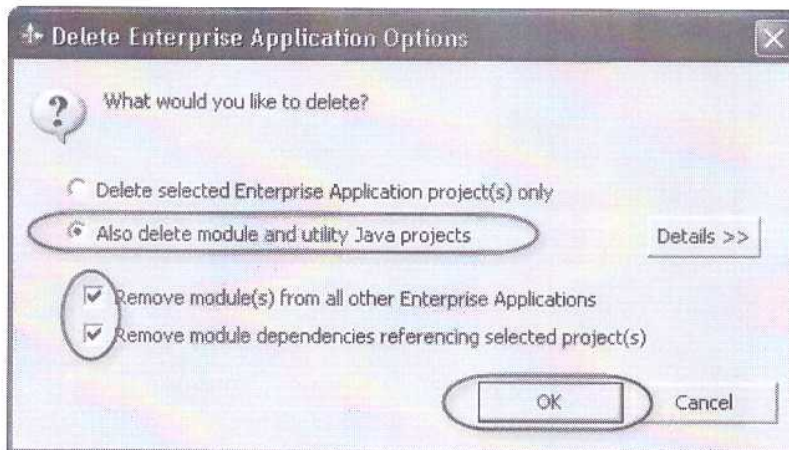 Delete Enterprise Application Options
What would you like to delete?
Delete selected Enterprise Application project(s) only
Also delete module and utility Java projects
Details >>
Remove module(s) from all other Enterprise Applications
Remove module dependencies referencing selected project(s)
OK
Cancel